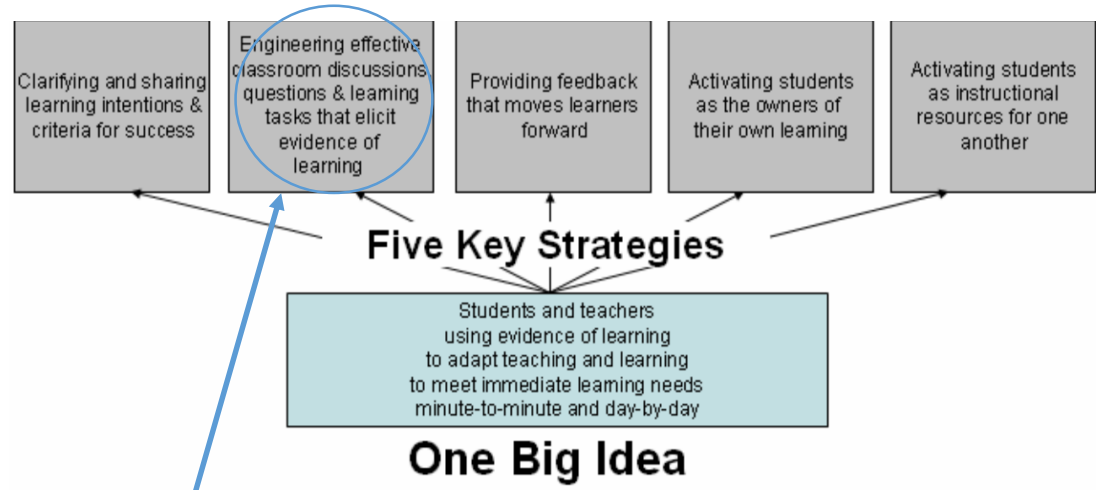 Clarifying and sharing
learning intentions &
criteria for success
Engineering effective
classroom discussions,
questions & learning
tasks that elicit
evidence of
learning
Providing feedback
that moves learners
forward
Activating students
as the owners of
their own learning
Activating students
as instructional
resources for one
another
Five Key Strategies
Students and teachers
using evidence of learning
to adapt teaching and learning
to meet immediate learning needs
minute-to-minute and day-by-day
One Big Idea